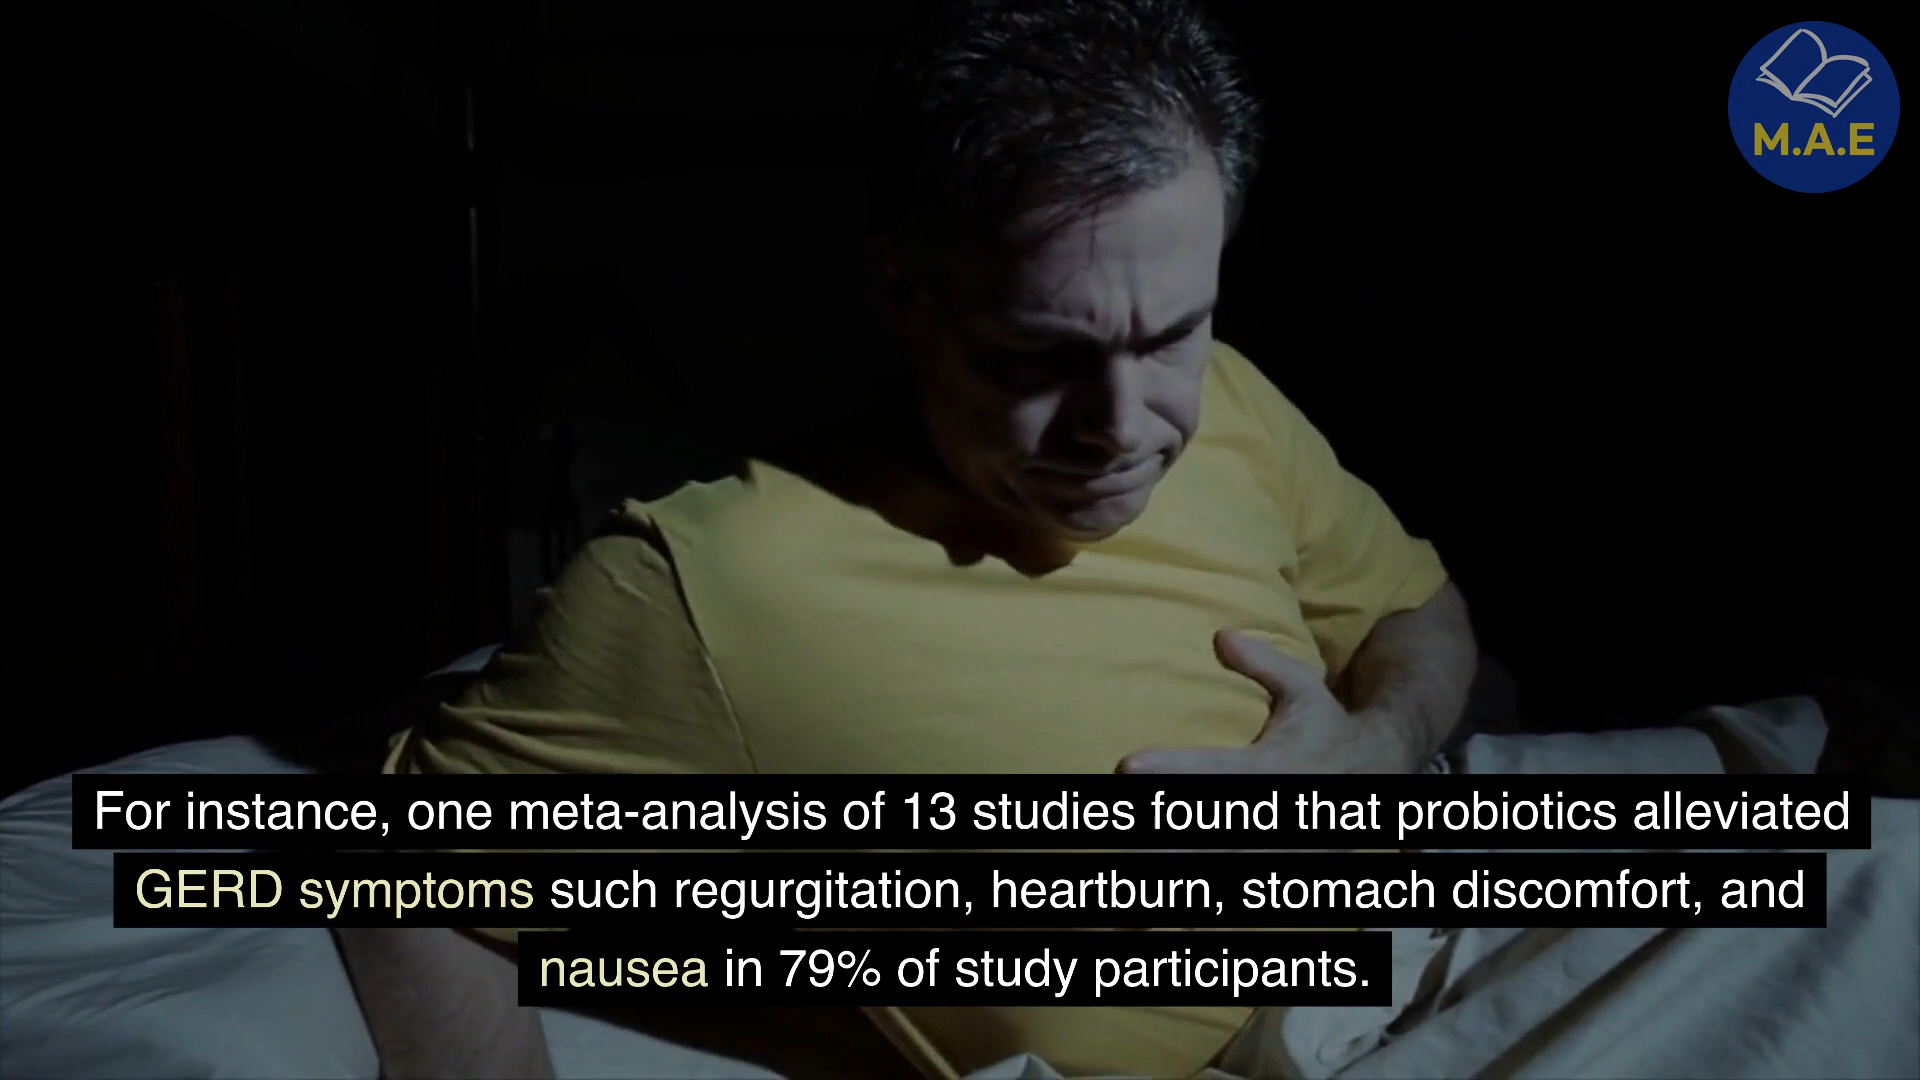 M.A.E
For instance, one meta-analysis of 13 studies found that probiotics alleviated
GERD symptoms such regurgitation, heartburn, stomach discomfort, and
nausea in 79% of study participants.